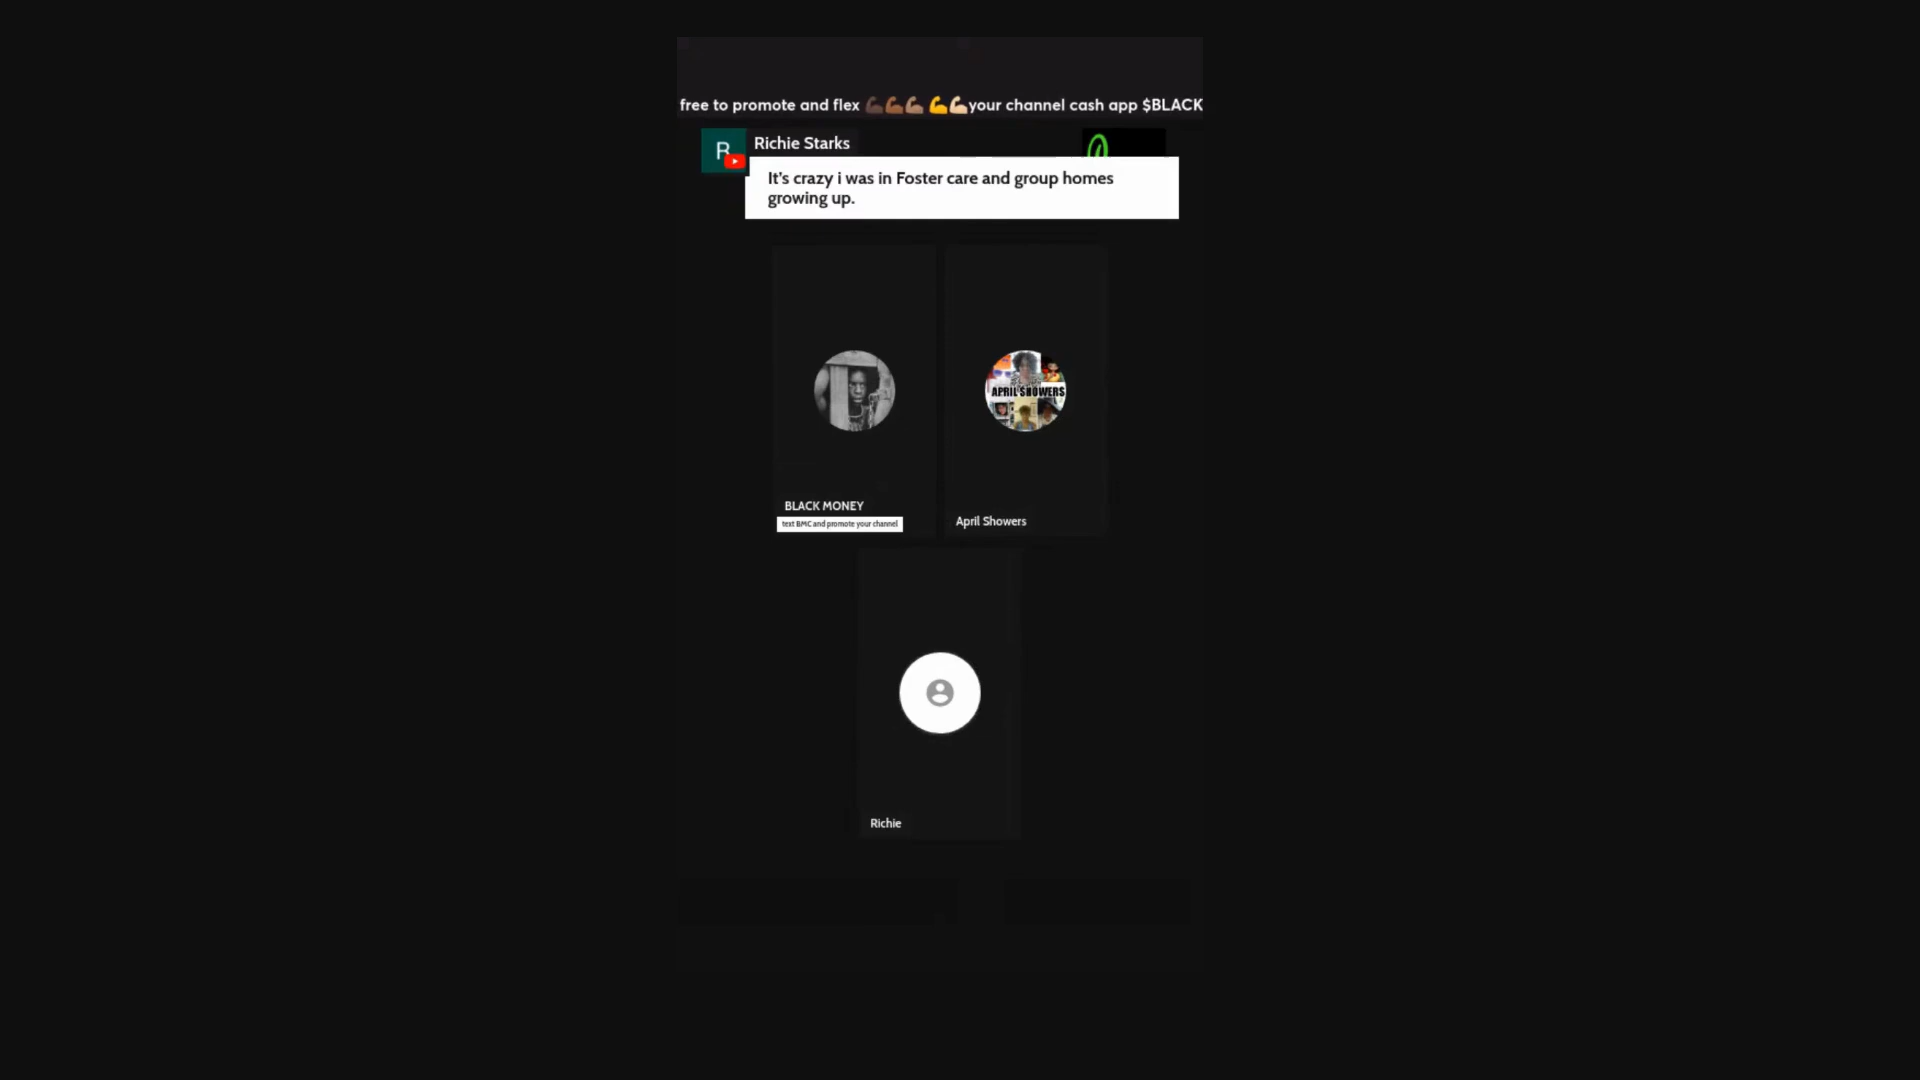 free to promote and flex 💪🏿💪🏾💪🏽 💪💪🏼your channel cash app $BLACK
R
Richie Starks
It's crazy i was in Foster care and group homes
growing up.
APRIL SHOWERS
BLACK MONEY
text BMC and promote your channel
April Showers
Richie